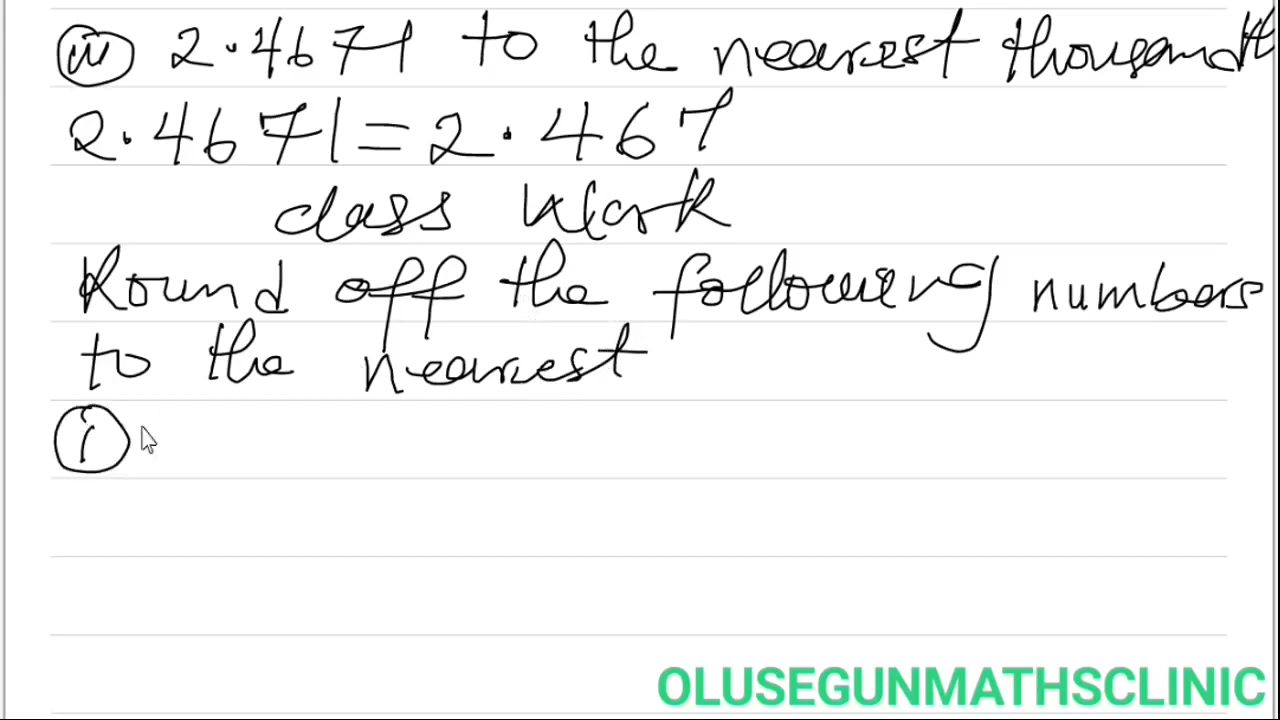 (iii) 2.4671 to the nearest thousandth
2.4671 = 2.467
class work
Round off the following numbers
to the nearest
(i)
OLUSEGUNMATHSCLINIC